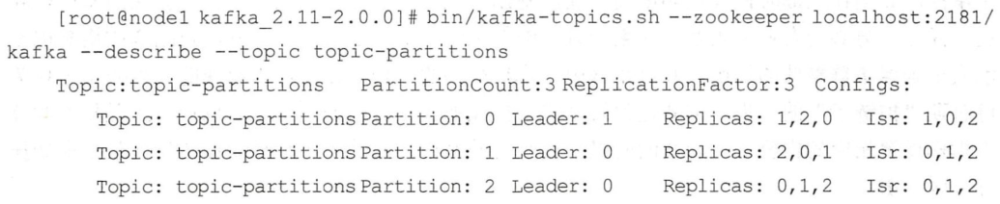 [root@node1 kafka_2.11-2.0.0]# bin/kafka-topics.sh --zookeeper localhost:2181/
kafka --describe --topic topic-partitions
Topic:topic-partitions PartitionCount:3 ReplicationFactor:3 Configs:
Topic: topic-partitions Partition: 0 Leader: 1 Replicas: 1,2,0 Isr: 1,0,2
Topic: topic-partitions Partition: 1 Leader: 0 Replicas: 2,0,1 Isr: 0,1,2
Topic: topic-partitions Partition: 2 Leader: 0 Replicas: 0,1,2 Isr: 0,1,2